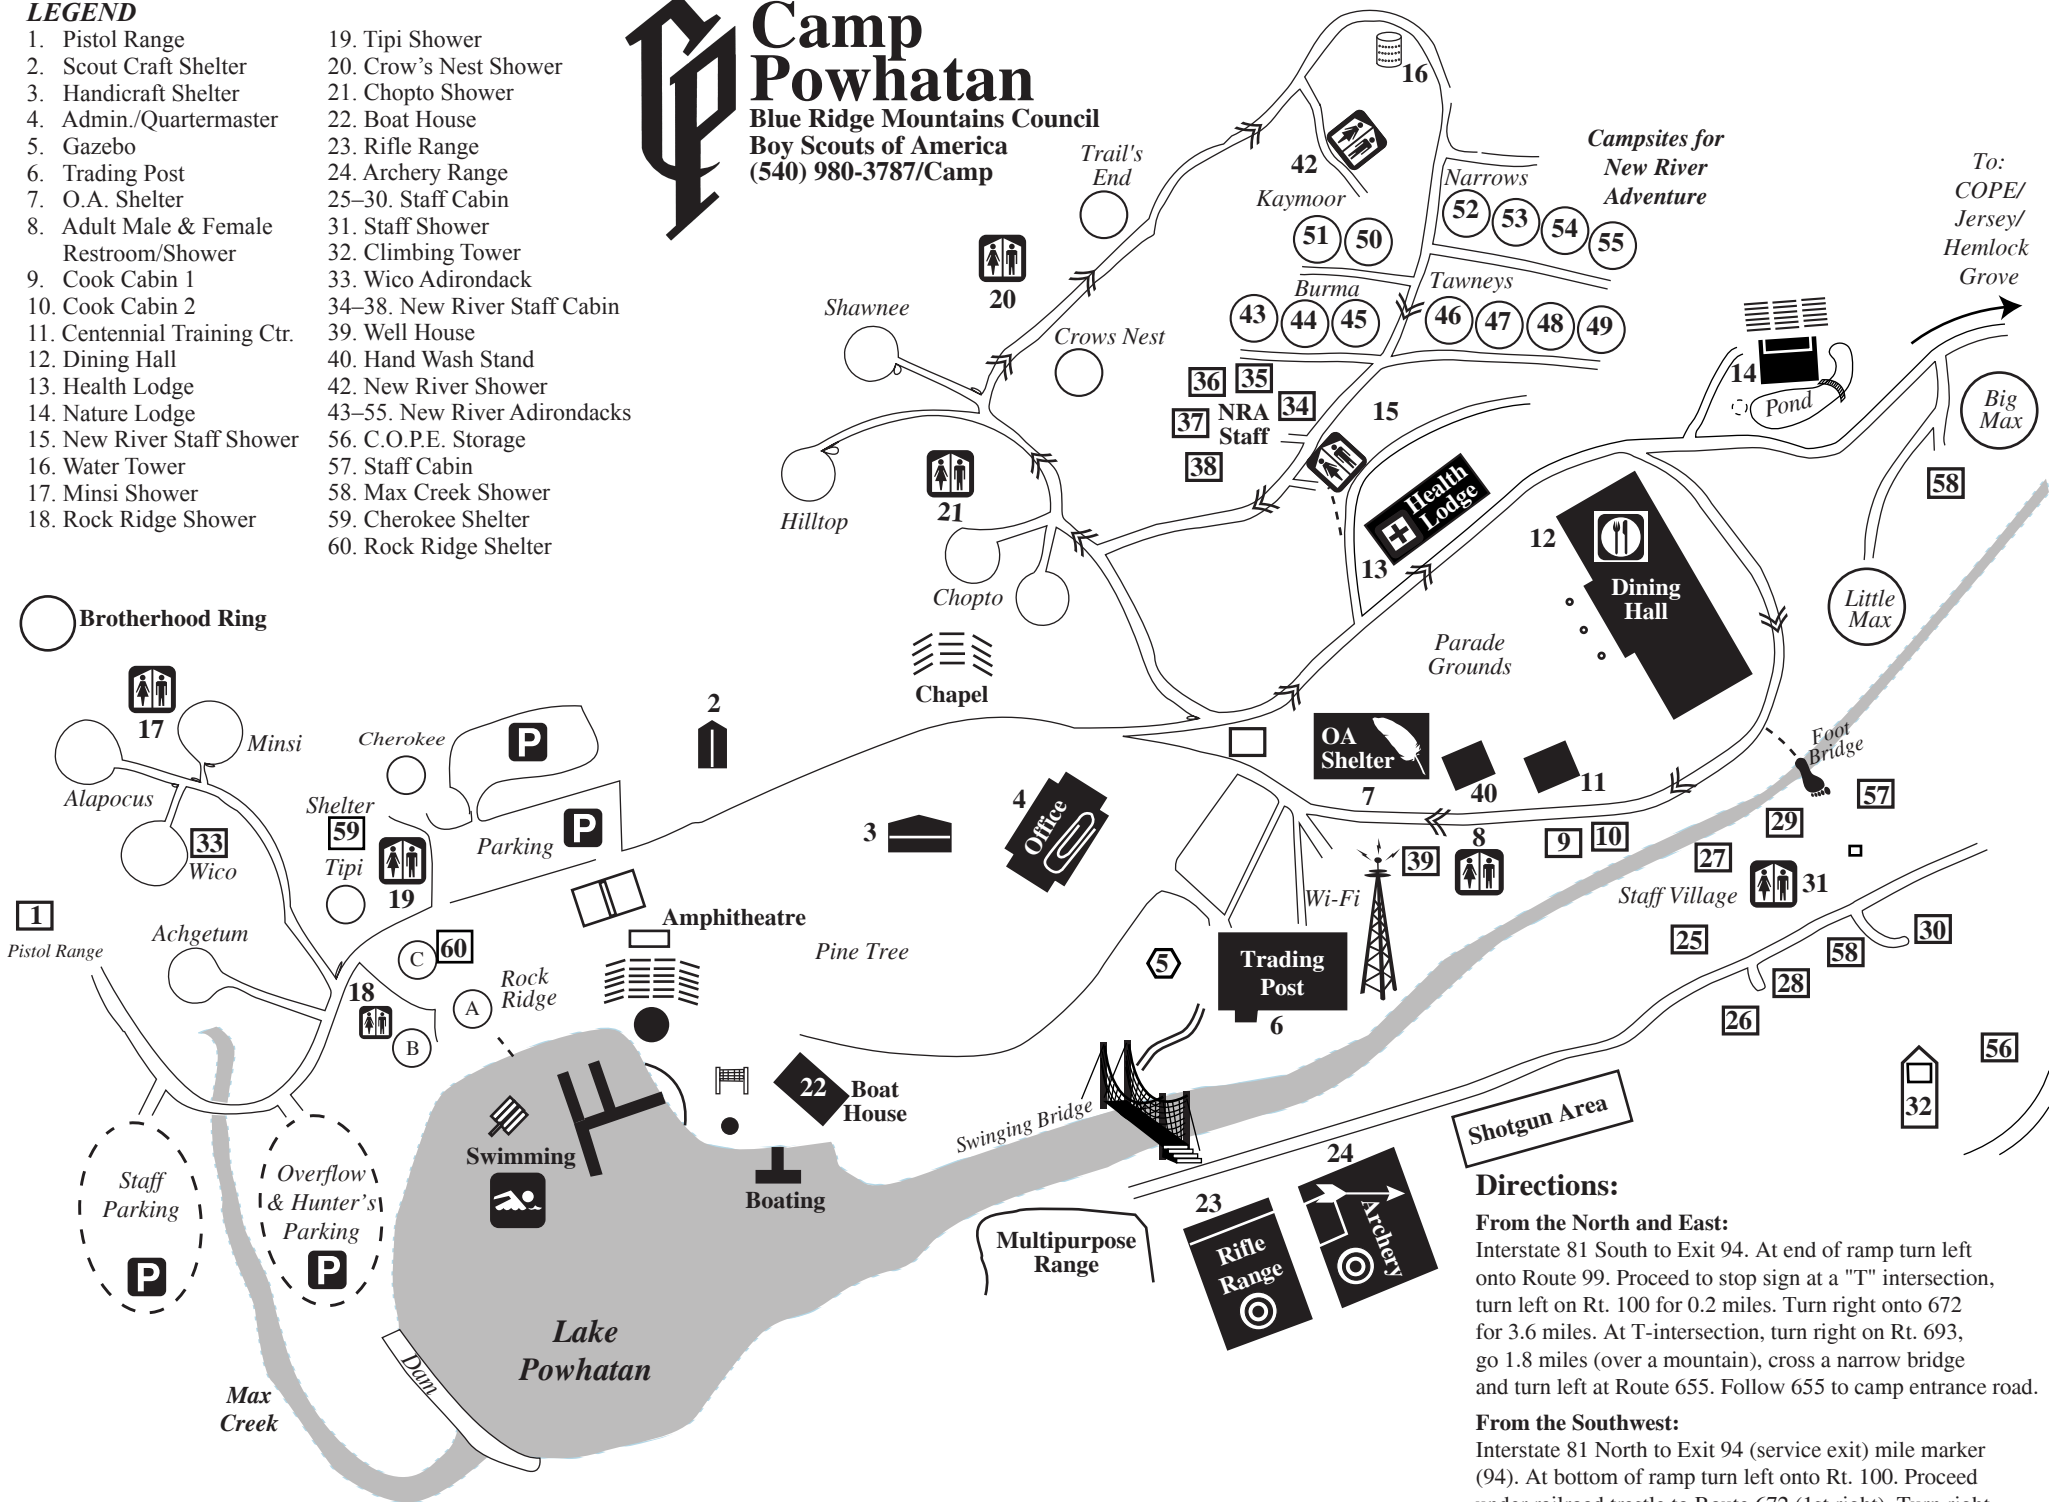 LEGEND
1. Pistol Range
2. Scout Craft Shelter
3. Handicraft Shelter
4. Admin./Quartermaster
5. Gazebo
6. Trading Post
7. O.A. Shelter
8. Adult Male & Female
Restroom/Shower
9. Cook Cabin 1
10. Cook Cabin 2
11. Centennial Training Ctr.
12. Dining Hall
13. Health Lodge
14. Nature Lodge
15. New River Staff Shower
16. Water Tower
17. Minsi Shower
18. Rock Ridge Shower
19. Tipi Shower
20. Crow’s Nest Shower
21. Chopto Shower
22. Boat House
23. Rifle Range
24. Archery Range
25–30. Staff Cabin
31. Staff Shower
32. Climbing Tower
33. Wico Adirondack
34–38. New River Staff Cabin
39. Well House
40. Hand Wash Stand
42. New River Shower
43–55. New River Adirondacks
56. C.O.P.E. Storage
57. Staff Cabin
58. Max Creek Shower
59. Cherokee Shelter
60. Rock Ridge Shelter
CP
Camp
Powhatan
Blue Ridge Mountains Council
Boy Scouts of America
(540) 980-3787/Camp
Trail's
End
16
42
Kaymoor
51
50
Narrows
52
53
54
55
Campsites for
New River
Adventure
To:
COPE/
Jersey/
Hemlock
Grove
20
Shawnee
Crows Nest
Burma
43
44
45
Tawneys
46
47
48
49
36
35
34
37
NRA
Staff
38
15
14
Pond
Big
Max
58
Little
Max
Hilltop
21
Chopto
Health
Lodge
13
12
Dining
Hall
Parade
Grounds
Chapel
Brotherhood Ring
17
Minsi
Alapocus
33
Wico
Cherokee
Shelter
59
Tipi
19
P
Parking
P
2
3
4
Office
OA
Shelter
7
40
11
Foot
Bridge
57
29
10
9
8
39
Wi-Fi
27
31
Staff Village
25
30
58
28
26
56
32
1
Pistol Range
Achgetum
C
60
18
A
B
Rock
Ridge
Amphitheatre
Pine Tree
5
Trading
Post
6
22
Boat
House
Swinging Bridge
Swimming
Boating
Staff
Parking
P
Overflow
& Hunter's
Parking
P
Max
Creek
Dam
Lake
Powhatan
Multipurpose
Range
23
Rifle
Range
24
Archery
Shotgun Area
Directions:
From the North and East:
Interstate 81 South to Exit 94. At end of ramp turn left
onto Route 99. Proceed to stop sign at a "T" intersection,
turn left on Rt. 100 for 0.2 miles. Turn right onto 672
for 3.6 miles. At T-intersection, turn right on Rt. 693,
go 1.8 miles (over a mountain), cross a narrow bridge
and turn left at Route 655. Follow 655 to camp entrance road.
From the Southwest:
Interstate 81 North to Exit 94 (service exit) mile marker
(94). At bottom of ramp turn left onto Rt. 100. Proceed
under railroad trestle to Route 672 (1st right). Turn right